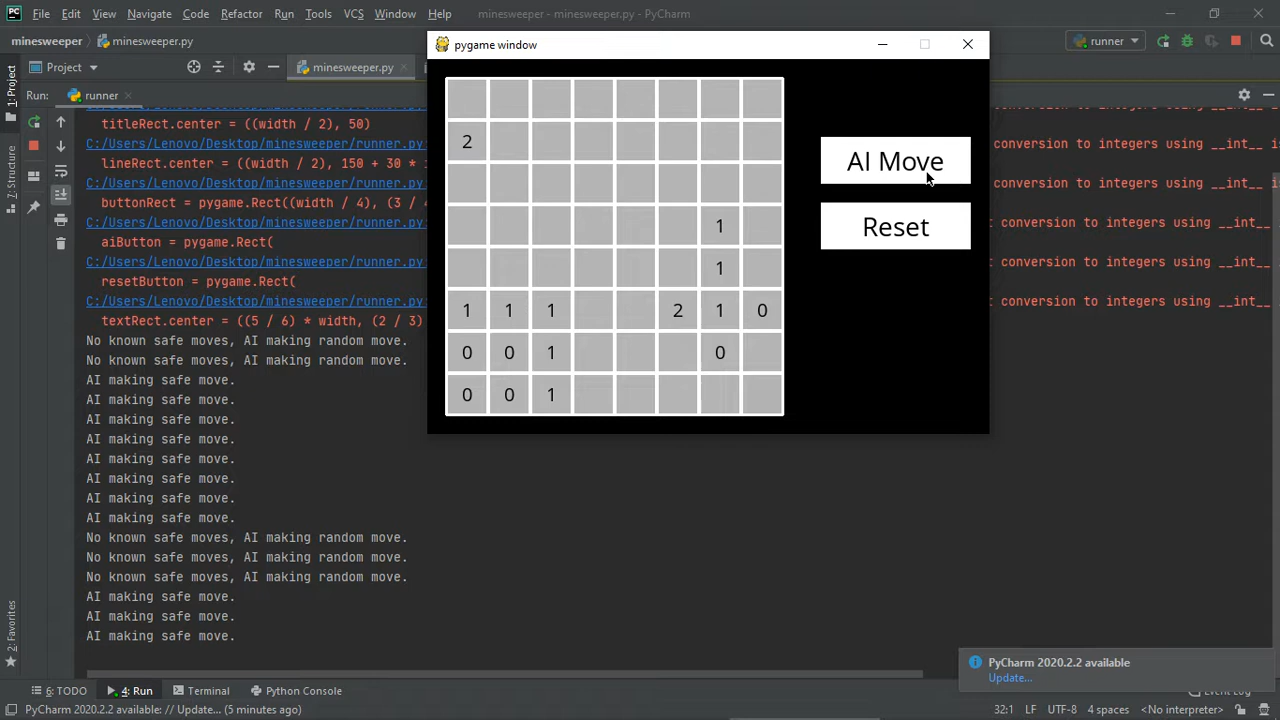 File Edit View Navigate Code Refactor Run Tools VCS Window Help minesweeper - minesweeper.py - PyCharm
minesweeper minesweeper.py runner
1: Project Project minesweeper.py
pygame window
Run: runner
titleRect.center = ((width / 2), 50)
C:/Users/Lenovo/Desktop/minesweeper/runner.py conversion to integers using __int__
lineRect.center = ((width / 2), 150 + 30 *
C:/Users/Lenovo/Desktop/minesweeper/runner.py conversion to integers using __int__
buttonRect = pygame.Rect((width / 4), (3 /
C:/Users/Lenovo/Desktop/minesweeper/runner.py t conversion to integers using __int__
aiButton = pygame.Rect(
C:/Users/Lenovo/Desktop/minesweeper/runner.py t conversion to integers using __int__
resetButton = pygame.Rect(
C:/Users/Lenovo/Desktop/minesweeper/runner.py t conversion to integers using __int__
textRect.center = ((5 / 6) * width, (2 / 3)
No known safe moves, AI making random move.
No known safe moves, AI making random move.
AI making safe move.
AI making safe move.
AI making safe move.
AI making safe move.
AI making safe move.
AI making safe move.
AI making safe move.
AI making safe move.
No known safe moves, AI making random move.
No known safe moves, AI making random move.
No known safe moves, AI making random move.
AI making safe move.
AI making safe move.
AI making safe move.
2
1
1
1 1 1 2 1 0
0 0 1 0
0 0 1
AI Move
Reset
Z: Structure
2: Favorites
PyCharm 2020.2.2 available
Update...
6: TODO 4: Run Terminal Python Console Event Log
PyCharm 2020.2.2 available: // Update... (5 minutes ago) 32:1 LF UTF-8 4 spaces <No interpreter>